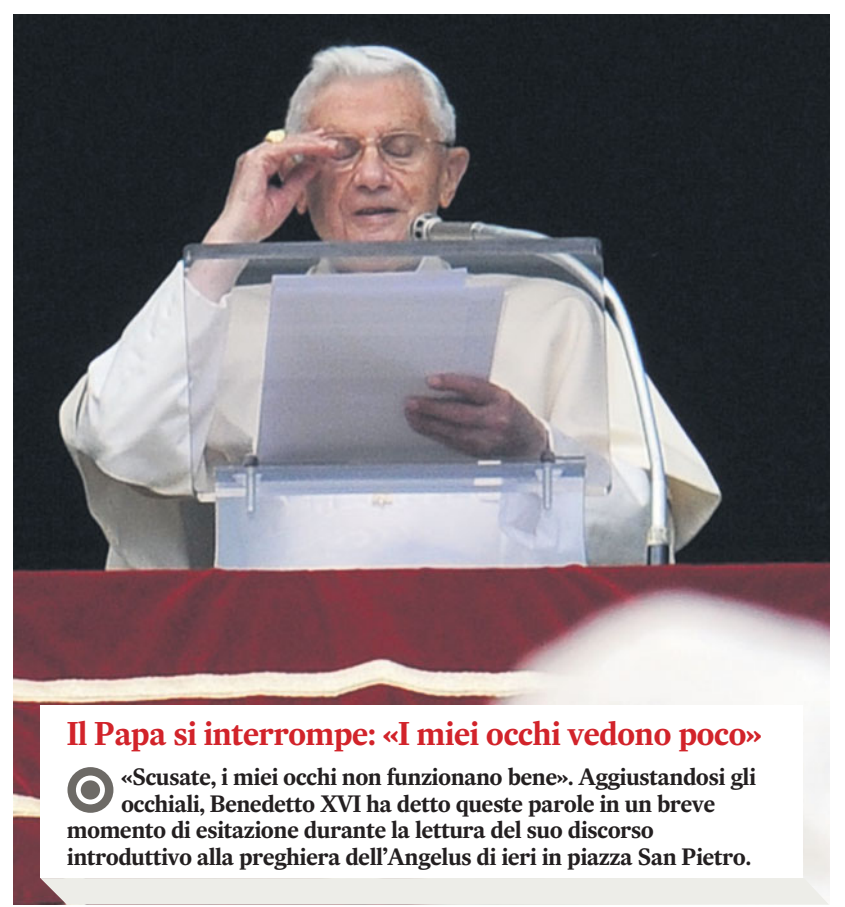 Il Papa si interrompe: «I miei occhi vedono poco»
«Scusate, i miei occhi non funzionano bene». Aggiustandosi gli
occhiali, Benedetto XVI ha detto queste parole in un breve
momento di esitazione durante la lettura del suo discorso
introduttivo alla preghiera dell’Angelus di ieri in piazza San Pietro.